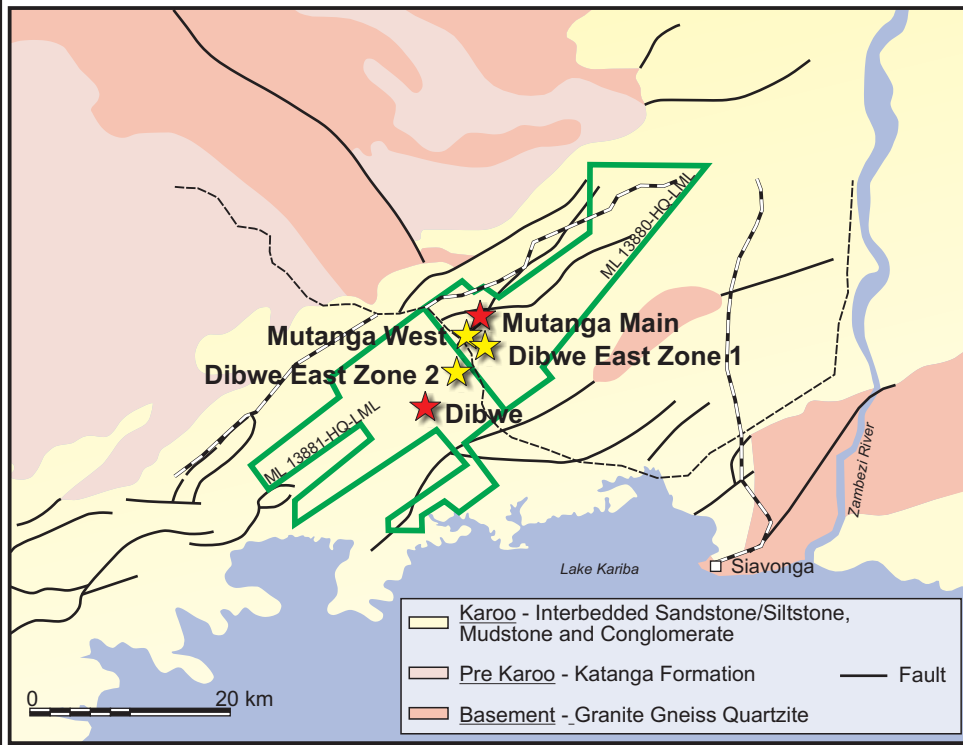 ML 13880-HQ-LML
Mutanga Main
Mutanga West
Dibwe East Zone 1
Dibwe East Zone 2
Dibwe
ML 13881-HQ-LML
Zambezi River
Lake Kariba
Siavonga
Karoo - Interbedded Sandstone/Siltstone,
Mudstone and Conglomerate
Pre Karoo - Katanga Formation
Fault
Basement - Granite Gneiss Quartzite
0 20 km